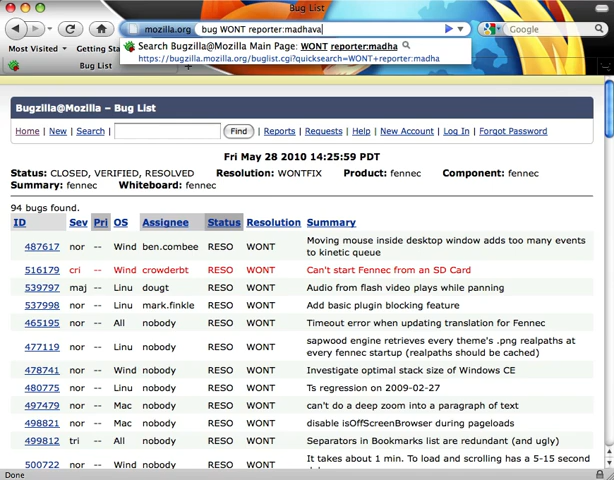 Bug List
mozilla.org bug WONT reporter:madhava Google
Search Bugzilla@Mozilla Main Page: WONT reporter:madha
https://bugzilla.mozilla.org/buglist.cgi?quicksearch=WONT+reporter:madha
Most Visited Getting Sta
Bugzilla@Mozilla – Bug List
Home | New | Search | Find | Reports | Requests | Help | New Account | Log In | Forgot Password
Fri May 28 2010 14:25:59 PDT
Status: CLOSED, VERIFIED, RESOLVED Resolution: WONTFIX Product: fennec Component: fennec
Summary: fennec Whiteboard: fennec
94 bugs found.
ID Sev Pri OS Assignee Status Resolution Summary
487617 nor -- Wind ben.combee RESO WONT Moving mouse inside desktop window adds too many events
to kinetic queue
516179 cri -- Wind crowderbt RESO WONT Can't start Fennec from an SD Card
539797 maj -- Linu dougt RESO WONT Audio from flash video plays while panning
537998 nor -- Linu mark.finkle RESO WONT Add basic plugin blocking feature
465195 nor -- All nobody RESO WONT Timeout error when updating translation for Fennec
477119 nor -- Linu nobody RESO WONT sapwood engine retrieves every theme's .png realpaths at
every fennec startup (realpaths should be cached)
478741 nor -- Wind nobody RESO WONT Investigate optimal stack size of Windows CE
480775 nor -- Linu nobody RESO WONT Ts regression on 2009-02-27
497479 nor -- Mac nobody RESO WONT can't do a deep zoom into a paragraph of text
498821 nor -- Mac nobody RESO WONT disable isOffScreenBrowser during pageloads
499812 tri -- All nobody RESO WONT Separators in Bookmarks list are redundant (and ugly)
500722 nor -- Wind nobody RESO WONT It takes about 1 min. To load and scrolling has a 5-15 second
Done